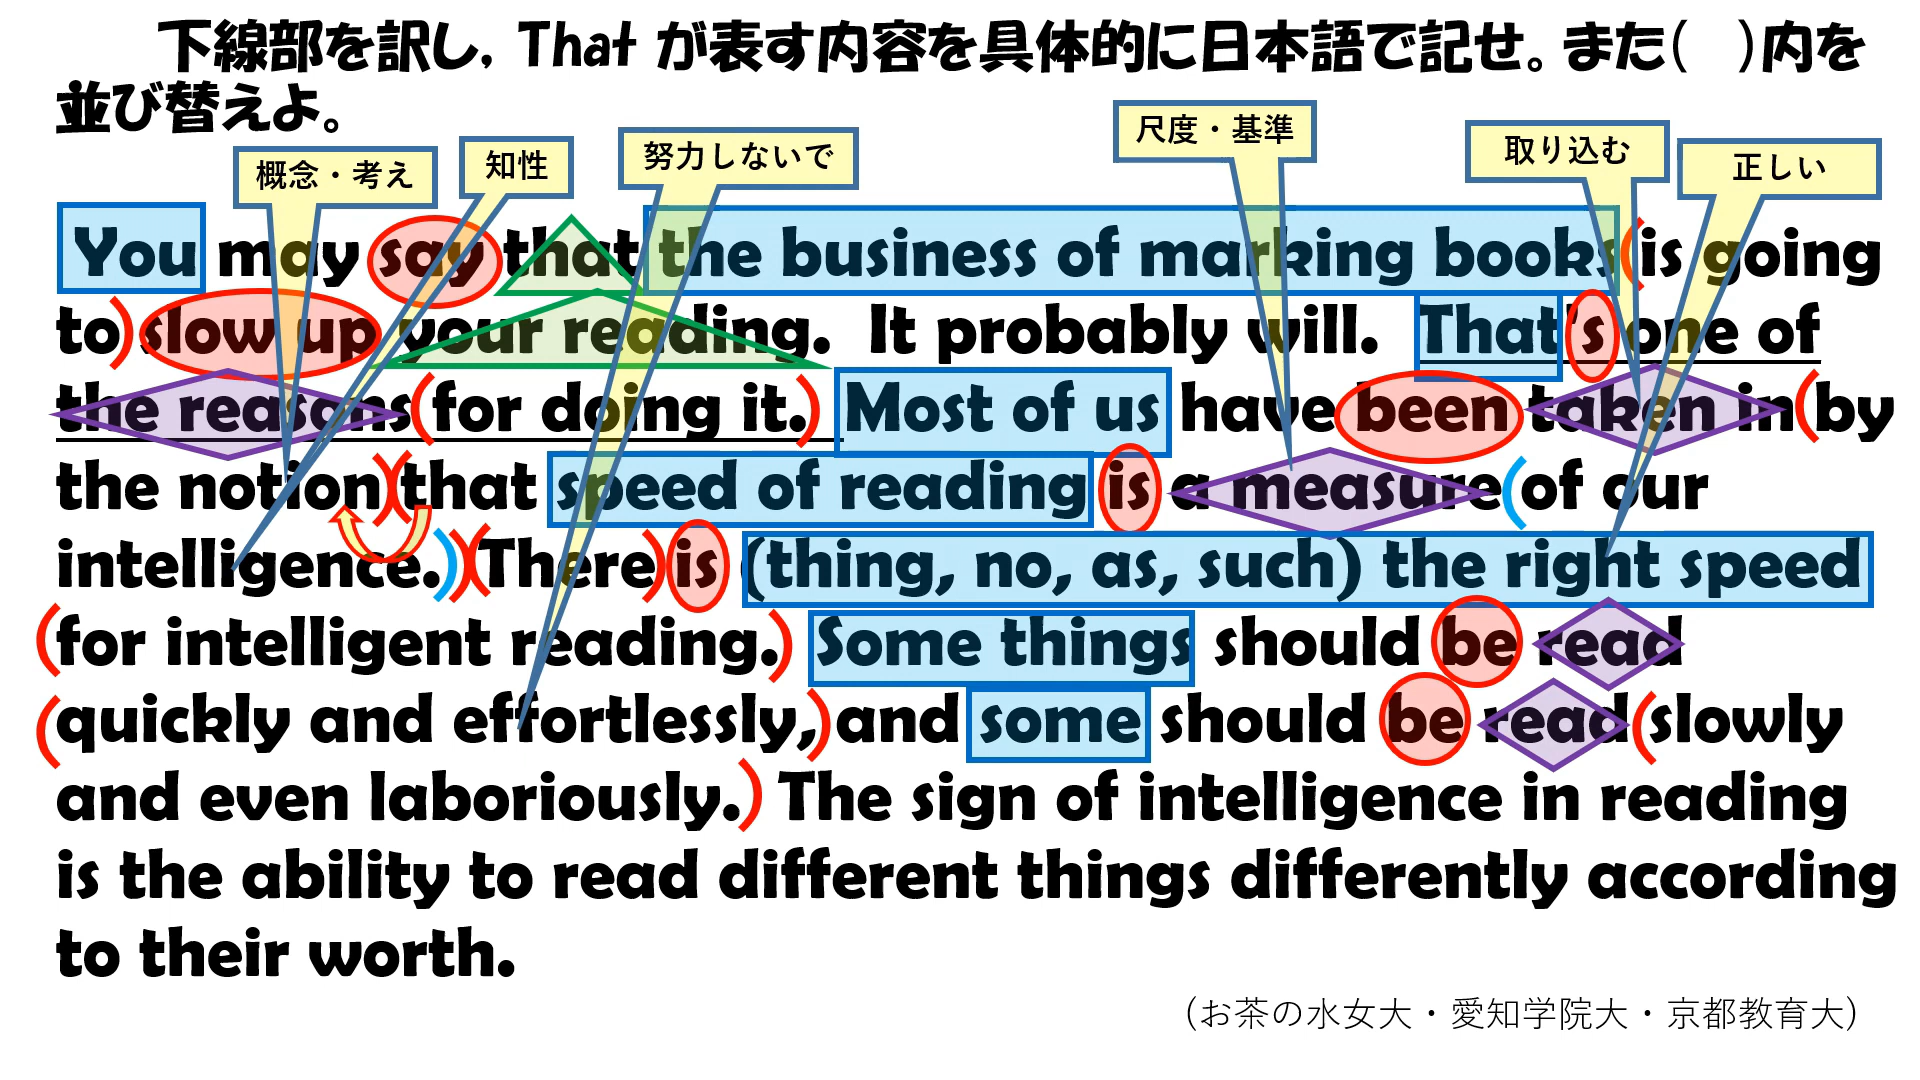 下線部を訳し, That が表す内容を具体的に日本語で記せ。また(　)内を
並び替えよ。
概念・考え
知性
努力しないで
尺度・基準
取り込む
正しい
You may say that the business of marking books is going
to slow up your reading. It probably will. That's one of
the reasons for doing it. Most of us have been taken in by
the notion that speed of reading is a measure of our
intelligence. There is (thing, no, as, such) the right speed
for intelligent reading. Some things should be read
quickly and effortlessly, and some should be read slowly
and even laboriously. The sign of intelligence in reading
is the ability to read different things differently according
to their worth.
(お茶の水女大・愛知学院大・京都教育大)